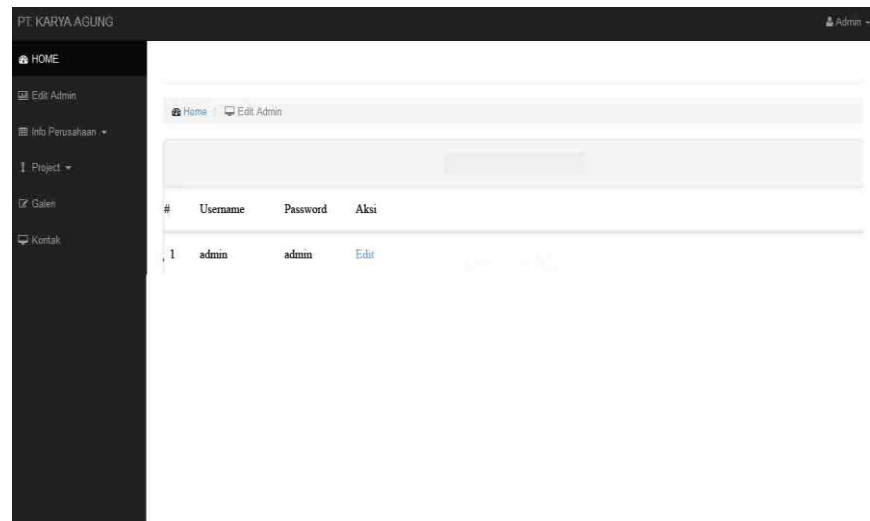 PT. KARYA AGUNG
Admin
HOME
Edit Admin
Info Perusahaan
Project
Galeri
Kontak
Home / Edit Admin
# Username Password Aksi
1 admin admin Edit